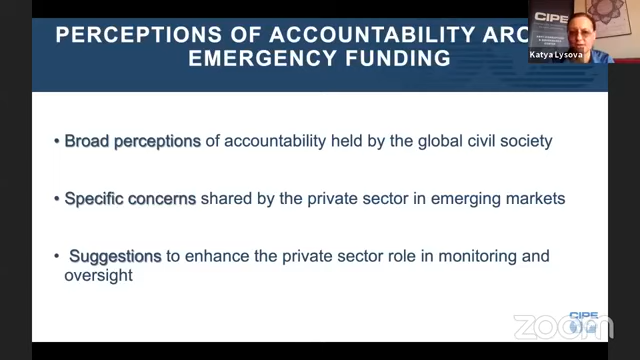 PERCEPTIONS OF ACCOUNTABILITY
EMERGENCY FUNDING
CIPE
Katya Lysova
• Broad perceptions of accountability held by the global civil society
• Specific concerns shared by the private sector in emerging markets
• Suggestions to enhance the private sector role in monitoring and
oversight
CIPE
zoom